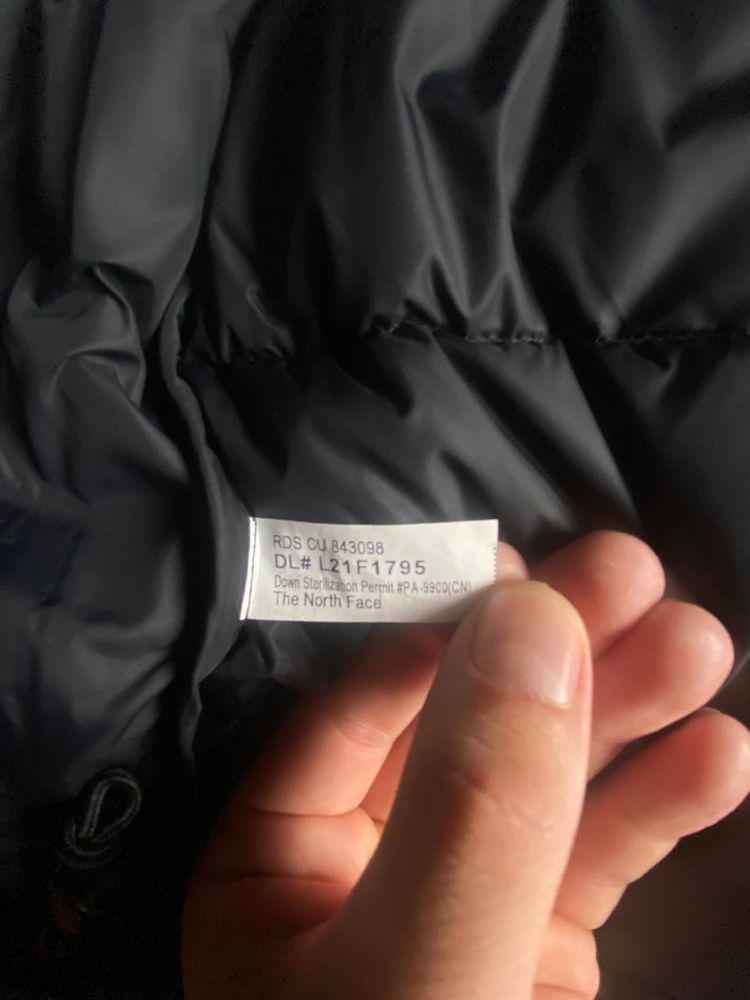 RDS CU 843098
DL# L21F1795
Down Sterilization Permit #PA-9900(CN)
The North Face